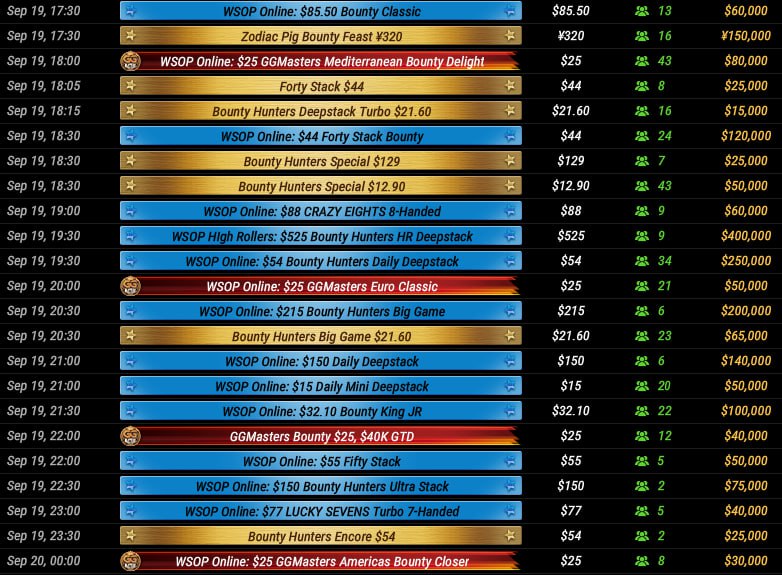 Sep 19, 17:30 WSOP Online: $85.50 Bounty Classic $85.50 13 $60,000
Sep 19, 17:30 Zodiac Pig Bounty Feast ¥320 ¥320 16 ¥150,000
Sep 19, 18:00 WSOP Online: $25 GGMasters Mediterranean Bounty Delight $25 43 $80,000
Sep 19, 18:05 Forty Stack $44 $44 8 $25,000
Sep 19, 18:15 Bounty Hunters Deepstack Turbo $21.60 $21.60 16 $15,000
Sep 19, 18:30 WSOP Online: $44 Forty Stack Bounty $44 24 $120,000
Sep 19, 18:30 Bounty Hunters Special $129 $129 7 $25,000
Sep 19, 18:30 Bounty Hunters Special $12.90 $12.90 43 $50,000
Sep 19, 19:00 WSOP Online: $88 CRAZY EIGHTS 8-Handed $88 9 $60,000
Sep 19, 19:30 WSOP High Rollers: $525 Bounty Hunters HR Deepstack $525 9 $400,000
Sep 19, 19:30 WSOP Online: $54 Bounty Hunters Daily Deepstack $54 34 $250,000
Sep 19, 20:00 WSOP Online: $25 GGMasters Euro Classic $25 21 $50,000
Sep 19, 20:30 WSOP Online: $215 Bounty Hunters Big Game $215 6 $200,000
Sep 19, 20:30 Bounty Hunters Big Game $21.60 $21.60 23 $65,000
Sep 19, 21:00 WSOP Online: $150 Daily Deepstack $150 6 $140,000
Sep 19, 21:00 WSOP Online: $15 Daily Mini Deepstack $15 20 $50,000
Sep 19, 21:30 WSOP Online: $32.10 Bounty King JR $32.10 22 $100,000
Sep 19, 22:00 GGMasters Bounty $25, $40K GTD $25 12 $40,000
Sep 19, 22:00 WSOP Online: $55 Fifty Stack $55 5 $50,000
Sep 19, 22:30 WSOP Online: $150 Bounty Hunters Ultra Stack $150 2 $75,000
Sep 19, 23:00 WSOP Online: $77 LUCKY SEVENS Turbo 7-Handed $77 5 $40,000
Sep 19, 23:30 Bounty Hunters Encore $54 $54 2 $25,000
Sep 20, 00:00 WSOP Online: $25 GGMasters Americas Bounty Closer $25 8 $30,000